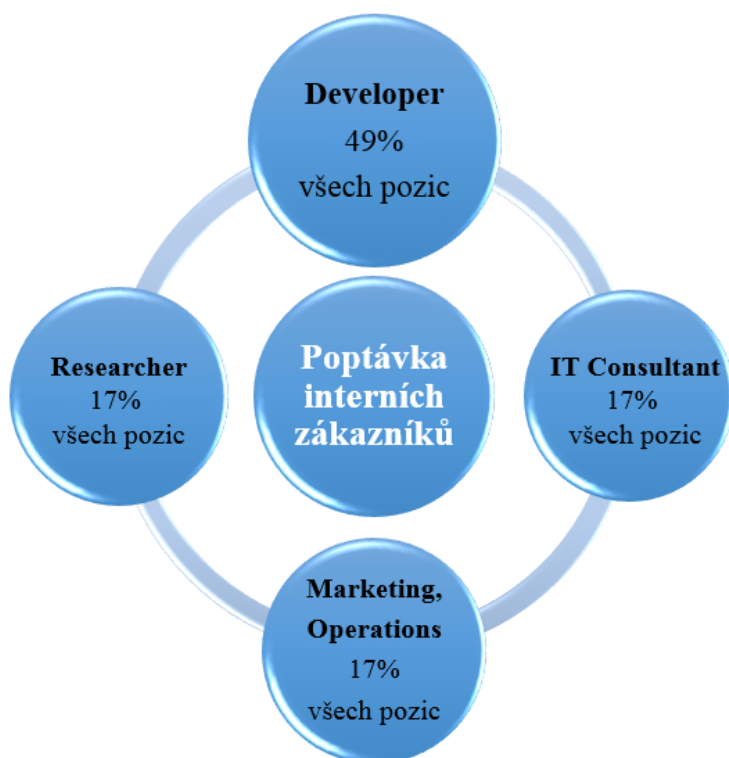 Developer
49%
všech pozic
Researcher
17%
všech pozic
Poptávka
interních
zákazníků
IT Consultant
17%
všech pozic
Marketing,
Operations
17%
všech pozic